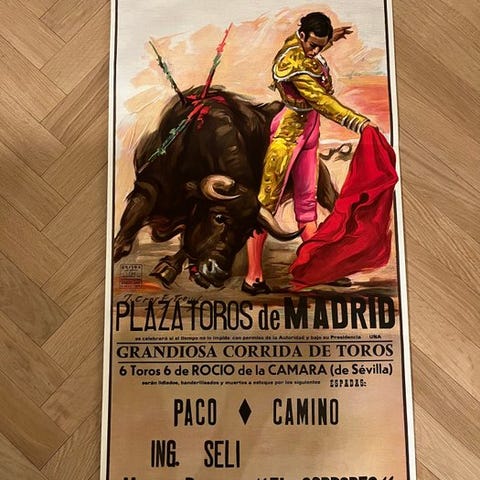 PLAZA TOROS de MADRID
se celebrará si el tiempo no lo impide con permiso de la Autoridad y bajo su Presidencia UNA
GRANDIOSA CORRIDA DE TOROS
6 Toros 6 de ROCIO de la CAMARA (de Sévilla)
serán lidiados, banderilleados y muertos a estoque por los siguientes ESPADAS:
PACO ♦ CAMINO
ING. SELI